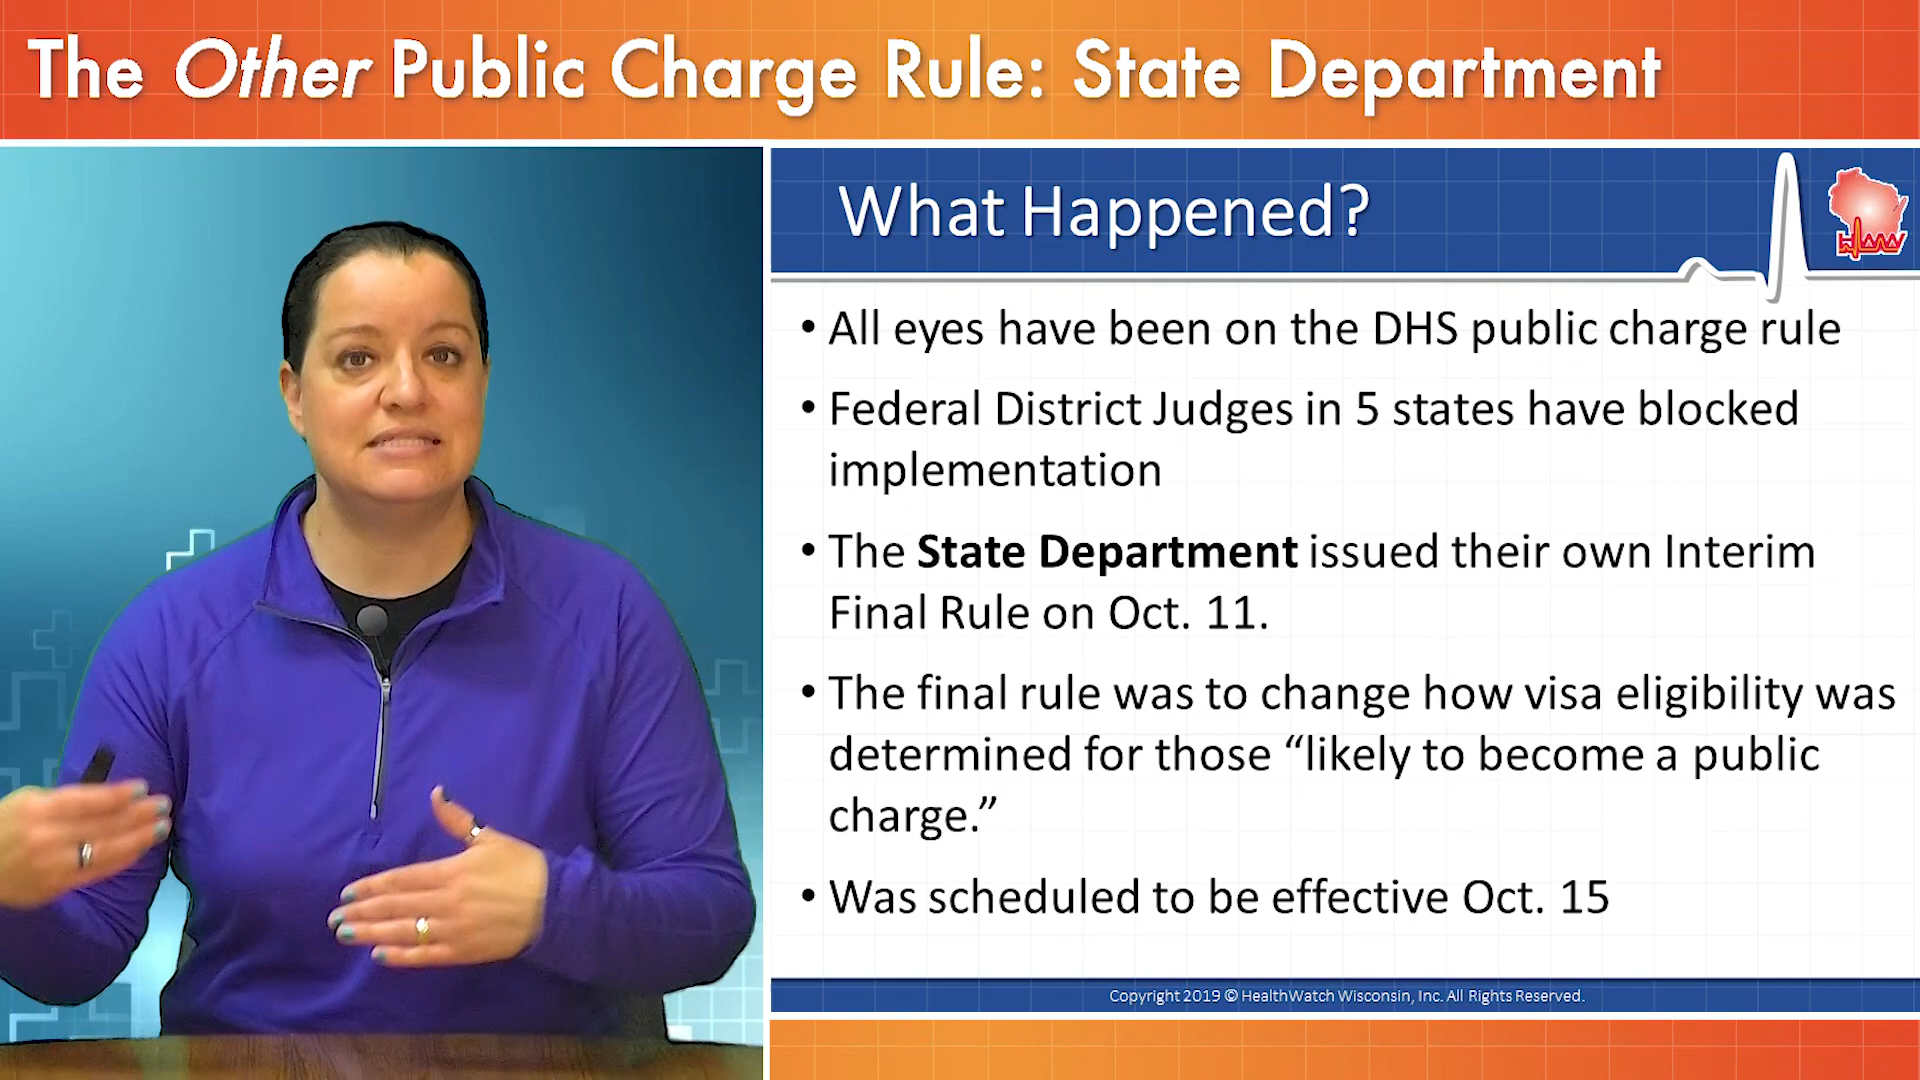 The Other Public Charge Rule: State Department
What Happened?
HWW
• All eyes have been on the DHS public charge rule
• Federal District Judges in 5 states have blocked
implementation
• The State Department issued their own Interim
Final Rule on Oct. 11.
• The final rule was to change how visa eligibility was
determined for those “likely to become a public
charge.”
• Was scheduled to be effective Oct. 15
Copyright 2019 © HealthWatch Wisconsin, Inc. All Rights Reserved.